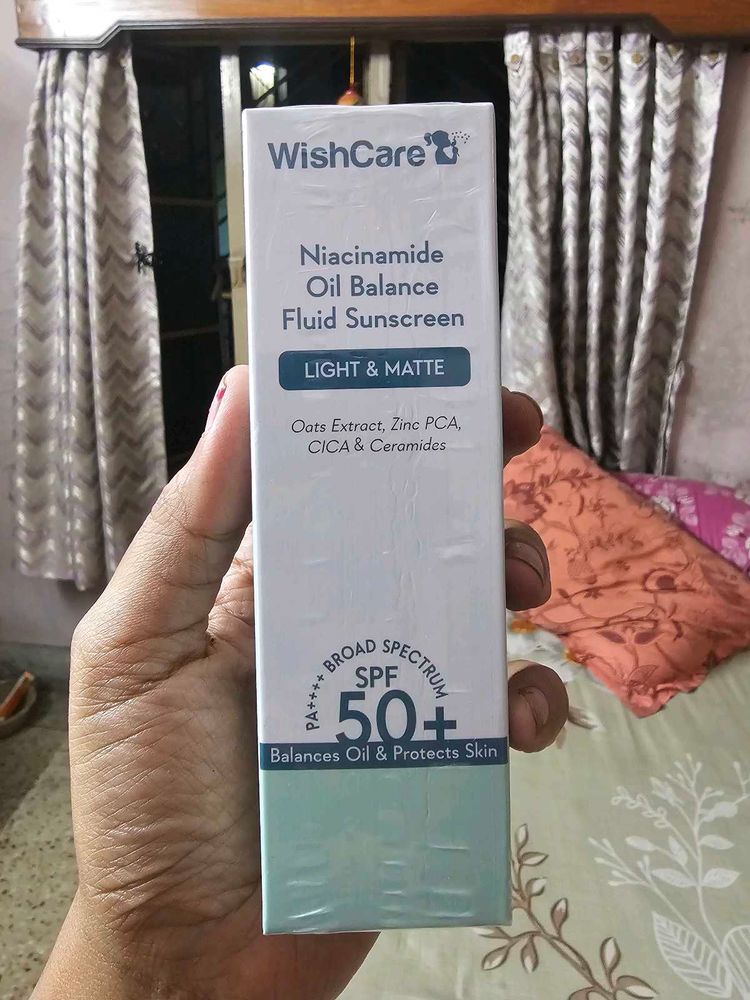 WishCare
Niacinamide
Oil Balance
Fluid Sunscreen
LIGHT & MATTE
Oats Extract, Zinc PCA,
CICA & Ceramides
PA++++ BROAD SPECTRUM
SPF
50+
Balances Oil & Protects Skin